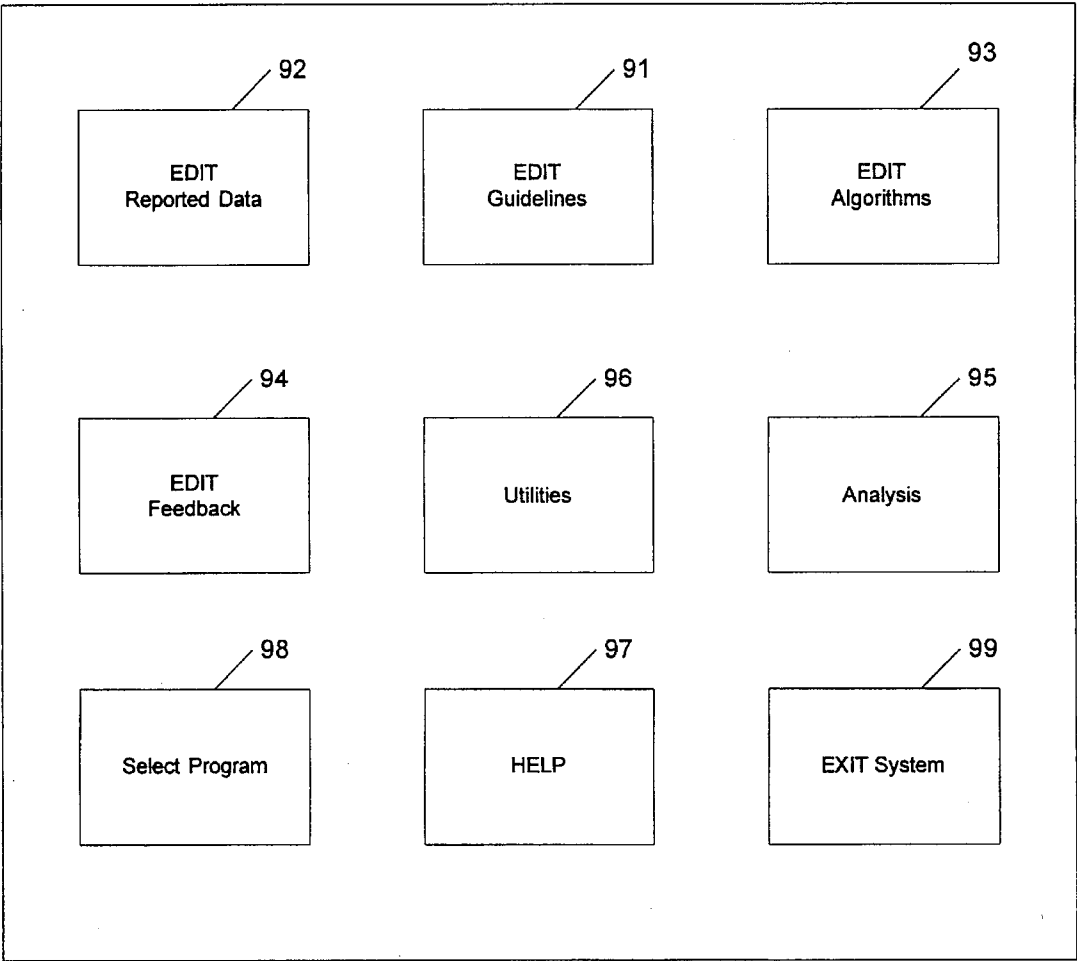 92
91
93
EDIT
Reported Data
EDIT
Guidelines
EDIT
Algorithms
94
96
95
EDIT
Feedback
Utilities
Analysis
98
97
99
Select Program
HELP
EXIT System